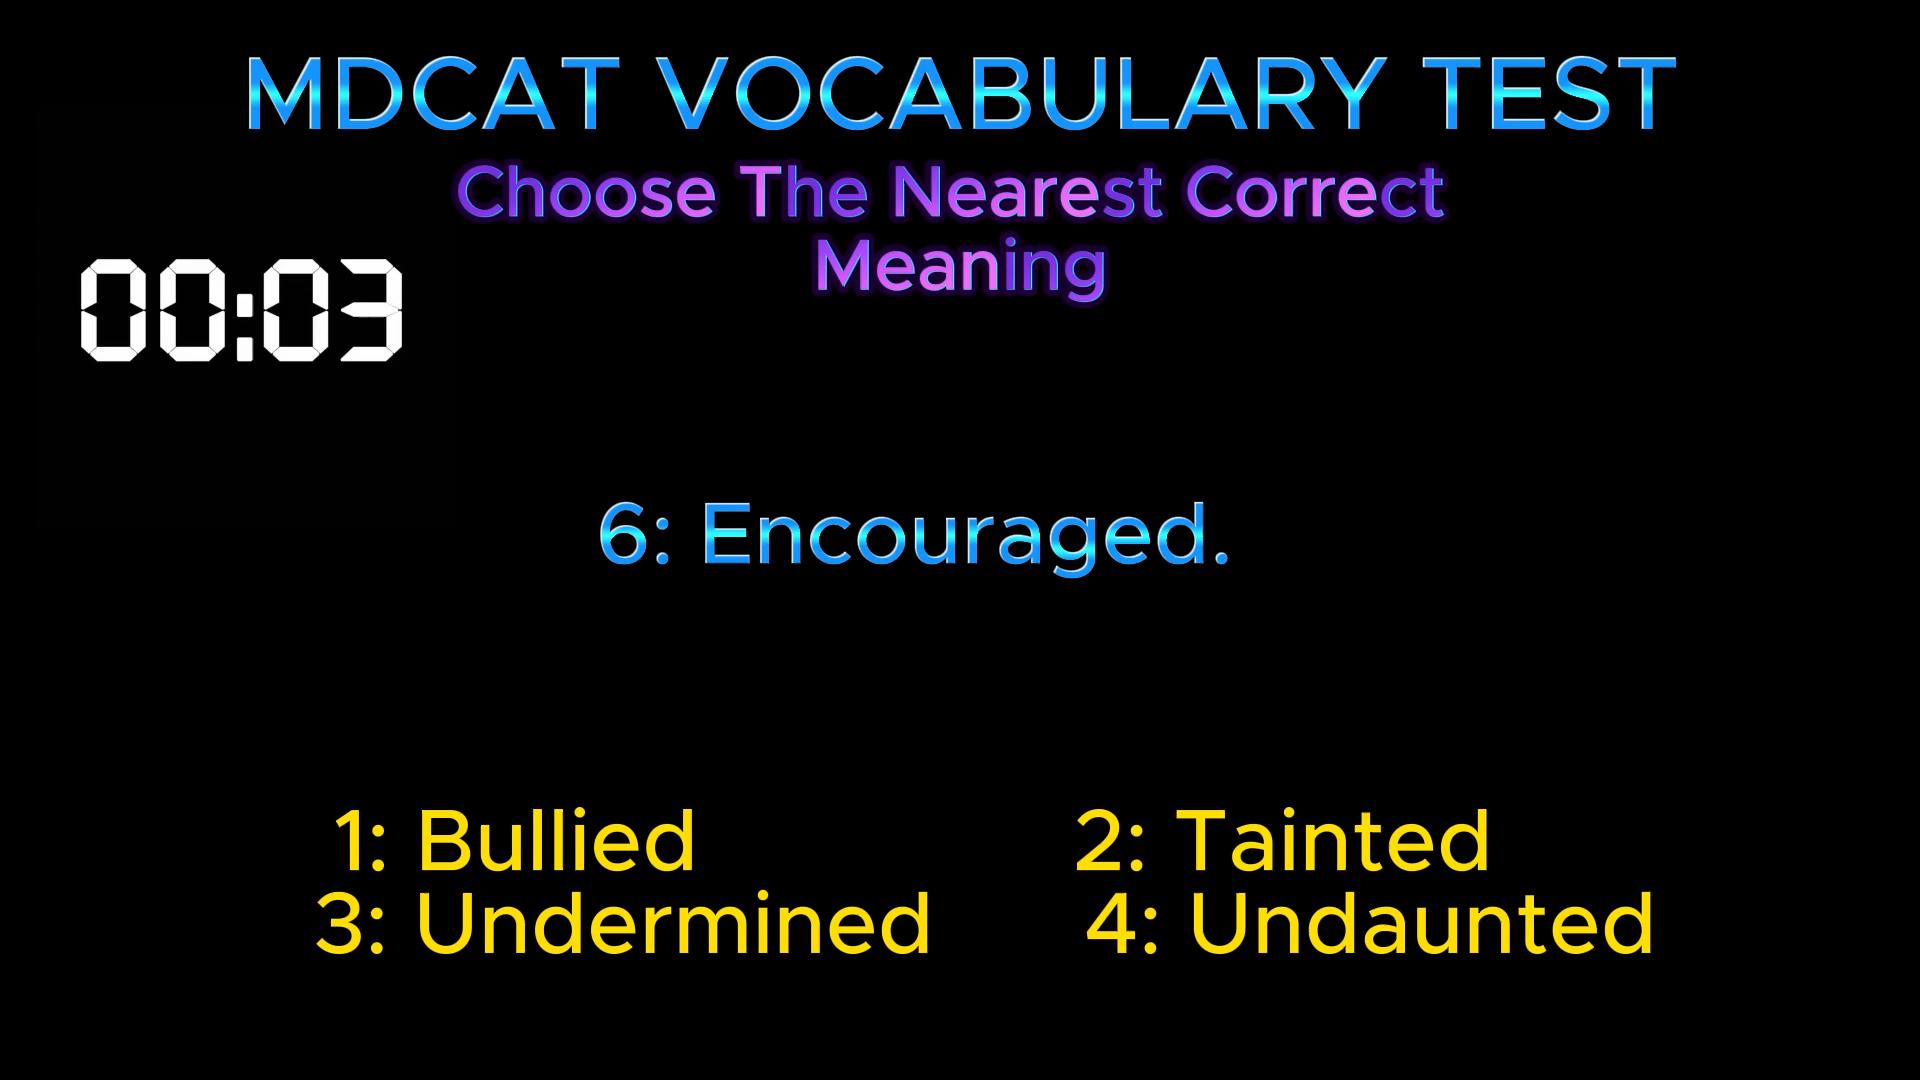 MDCAT VOCABULARY TEST
Choose The Nearest Correct
Meaning
00:03
6: Encouraged.
1: Bullied 2: Tainted
3: Undermined 4: Undaunted